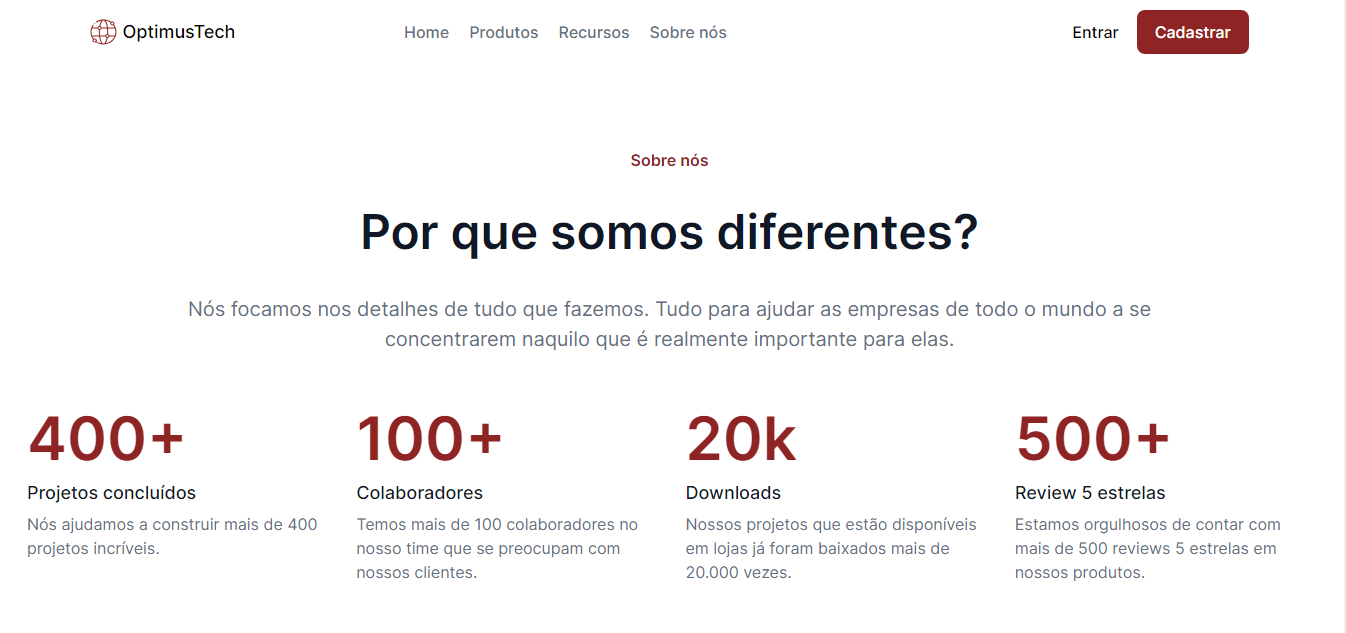 OptimusTech
Home Produtos Recursos Sobre nós
Entrar Cadastrar
Sobre nós
Por que somos diferentes?
Nós focamos nos detalhes de tudo que fazemos. Tudo para ajudar as empresas de todo o mundo a se
concentrarem naquilo que é realmente importante para elas.
400+
Projetos concluídos
Nós ajudamos a construir mais de 400
projetos incríveis.
100+
Colaboradores
Temos mais de 100 colaboradores no
nosso time que se preocupam com
nossos clientes.
20k
Downloads
Nossos projetos que estão disponíveis
em lojas já foram baixados mais de
20.000 vezes.
500+
Review 5 estrelas
Estamos orgulhosos de contar com
mais de 500 reviews 5 estrelas em
nossos produtos.